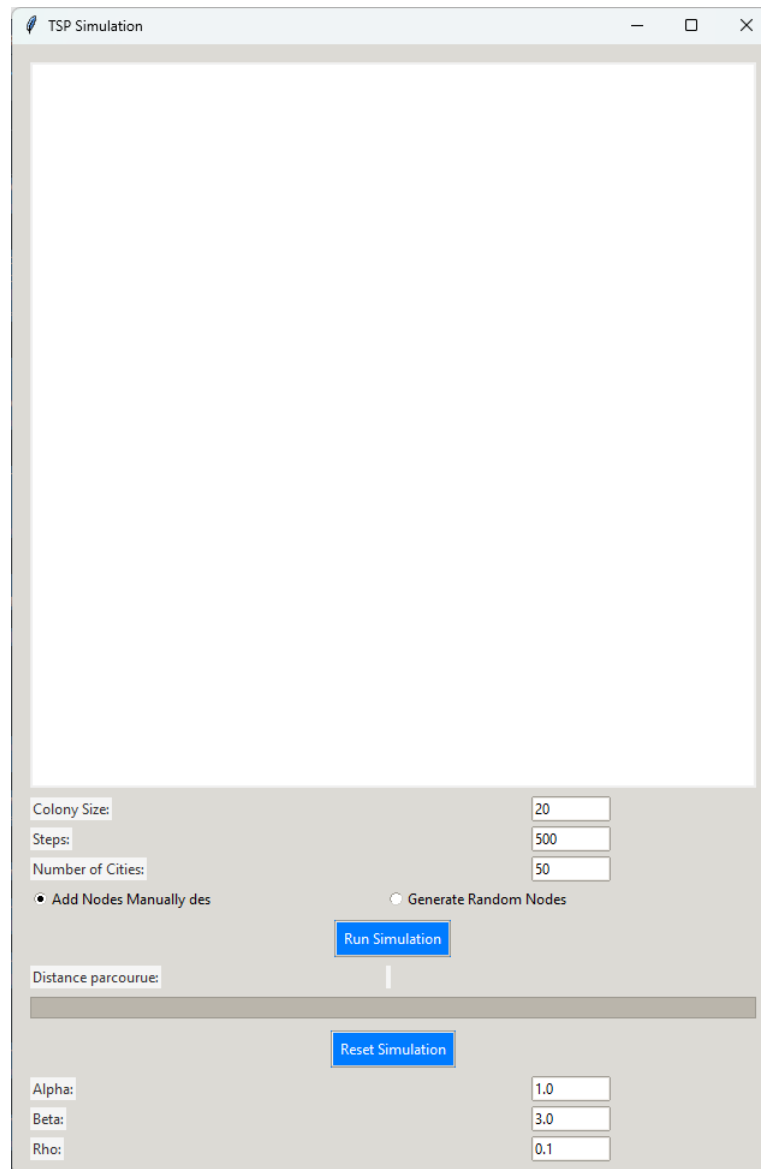 TSP Simulation
Colony Size: 20
Steps: 500
Number of Cities: 50
Add Nodes Manually des Generate Random Nodes
Run Simulation
Distance parcourue:
Reset Simulation
Alpha: 1.0
Beta: 3.0
Rho: 0.1